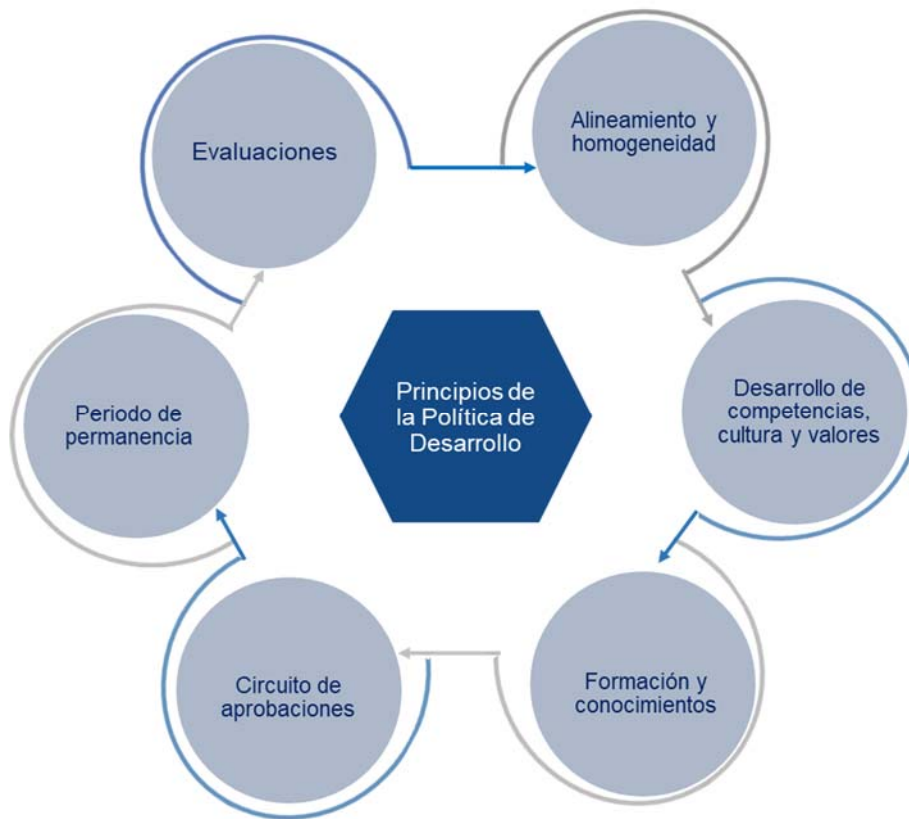 Evaluaciones
Alineamiento y
homogeneidad
Desarrollo de
competencias,
cultura y valores
Formación y
conocimientos
Circuito de
aprobaciones
Periodo de
permanencia
Principios de
la Política de
Desarrollo